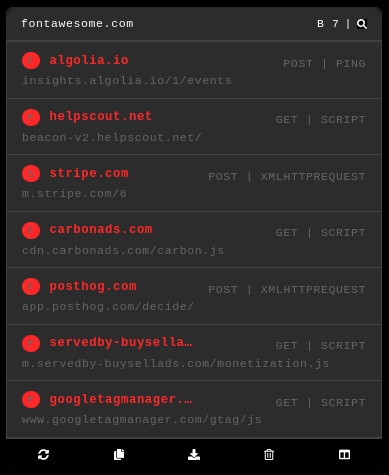 fontawesome.com B 7 |
algolia.io POST | PING
insights.algolia.io/1/events
helpscout.net GET | SCRIPT
beacon-v2.helpscout.net/
stripe.com POST | XMLHTTPREQUEST
m.stripe.com/6
carbonads.com GET | SCRIPT
cdn.carbonads.com/carbon.js
posthog.com POST | XMLHTTPREQUEST
app.posthog.com/decide/
servedby-buysella… GET | SCRIPT
m.servedby-buysellads.com/monetization.js
googletagmanager.… GET | SCRIPT
www.googletagmanager.com/gtag/js